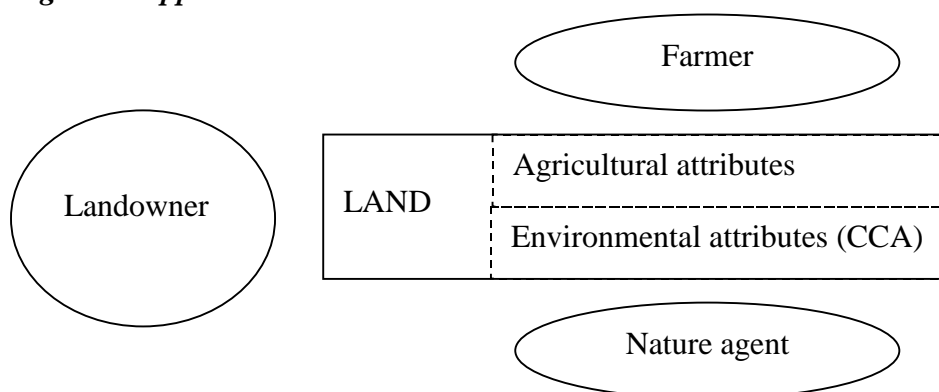 Farmer
Agricultural attributes
Landowner
LAND
Environmental attributes (CCA)
Nature agent